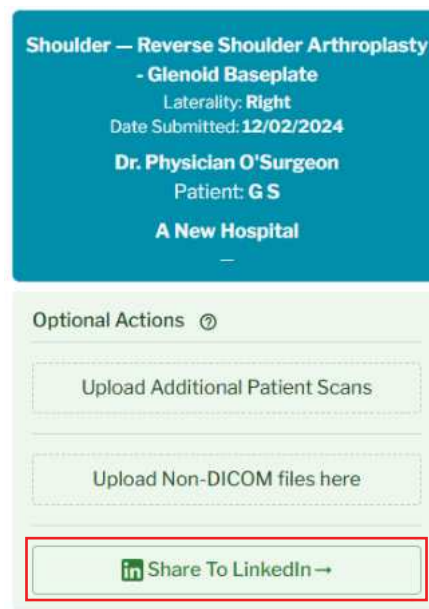 Shoulder — Reverse Shoulder Arthroplasty
- Glenoid Baseplate
Laterality: Right
Date Submitted: 12/02/2024
Dr. Physician O'Surgeon
Patient: G S
A New Hospital
—
Optional Actions ?
Upload Additional Patient Scans
Upload Non-DICOM files here
in Share To LinkedIn→